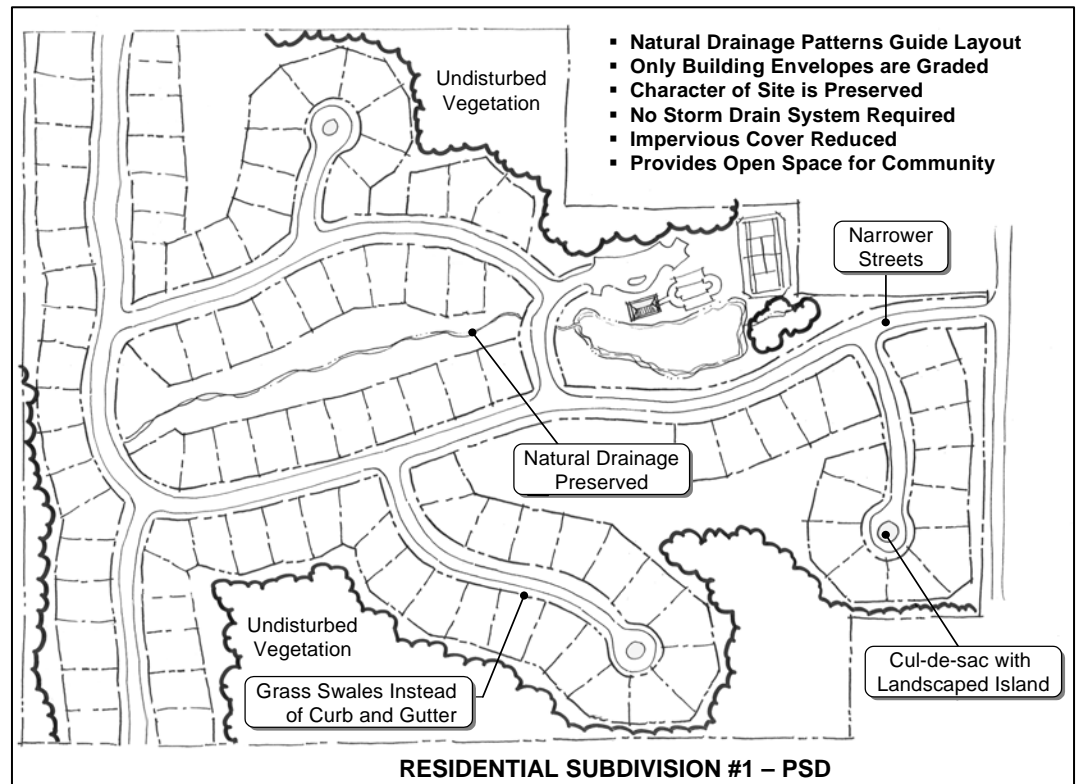 ▪ Natural Drainage Patterns Guide Layout
▪ Only Building Envelopes are Graded
▪ Character of Site is Preserved
▪ No Storm Drain System Required
▪ Impervious Cover Reduced
▪ Provides Open Space for Community
Undisturbed
Vegetation
Narrower
Streets
Natural Drainage
Preserved
Undisturbed
Vegetation
Grass Swales Instead
of Curb and Gutter
Cul-de-sac with
Landscaped Island
RESIDENTIAL SUBDIVISION #1 – PSD